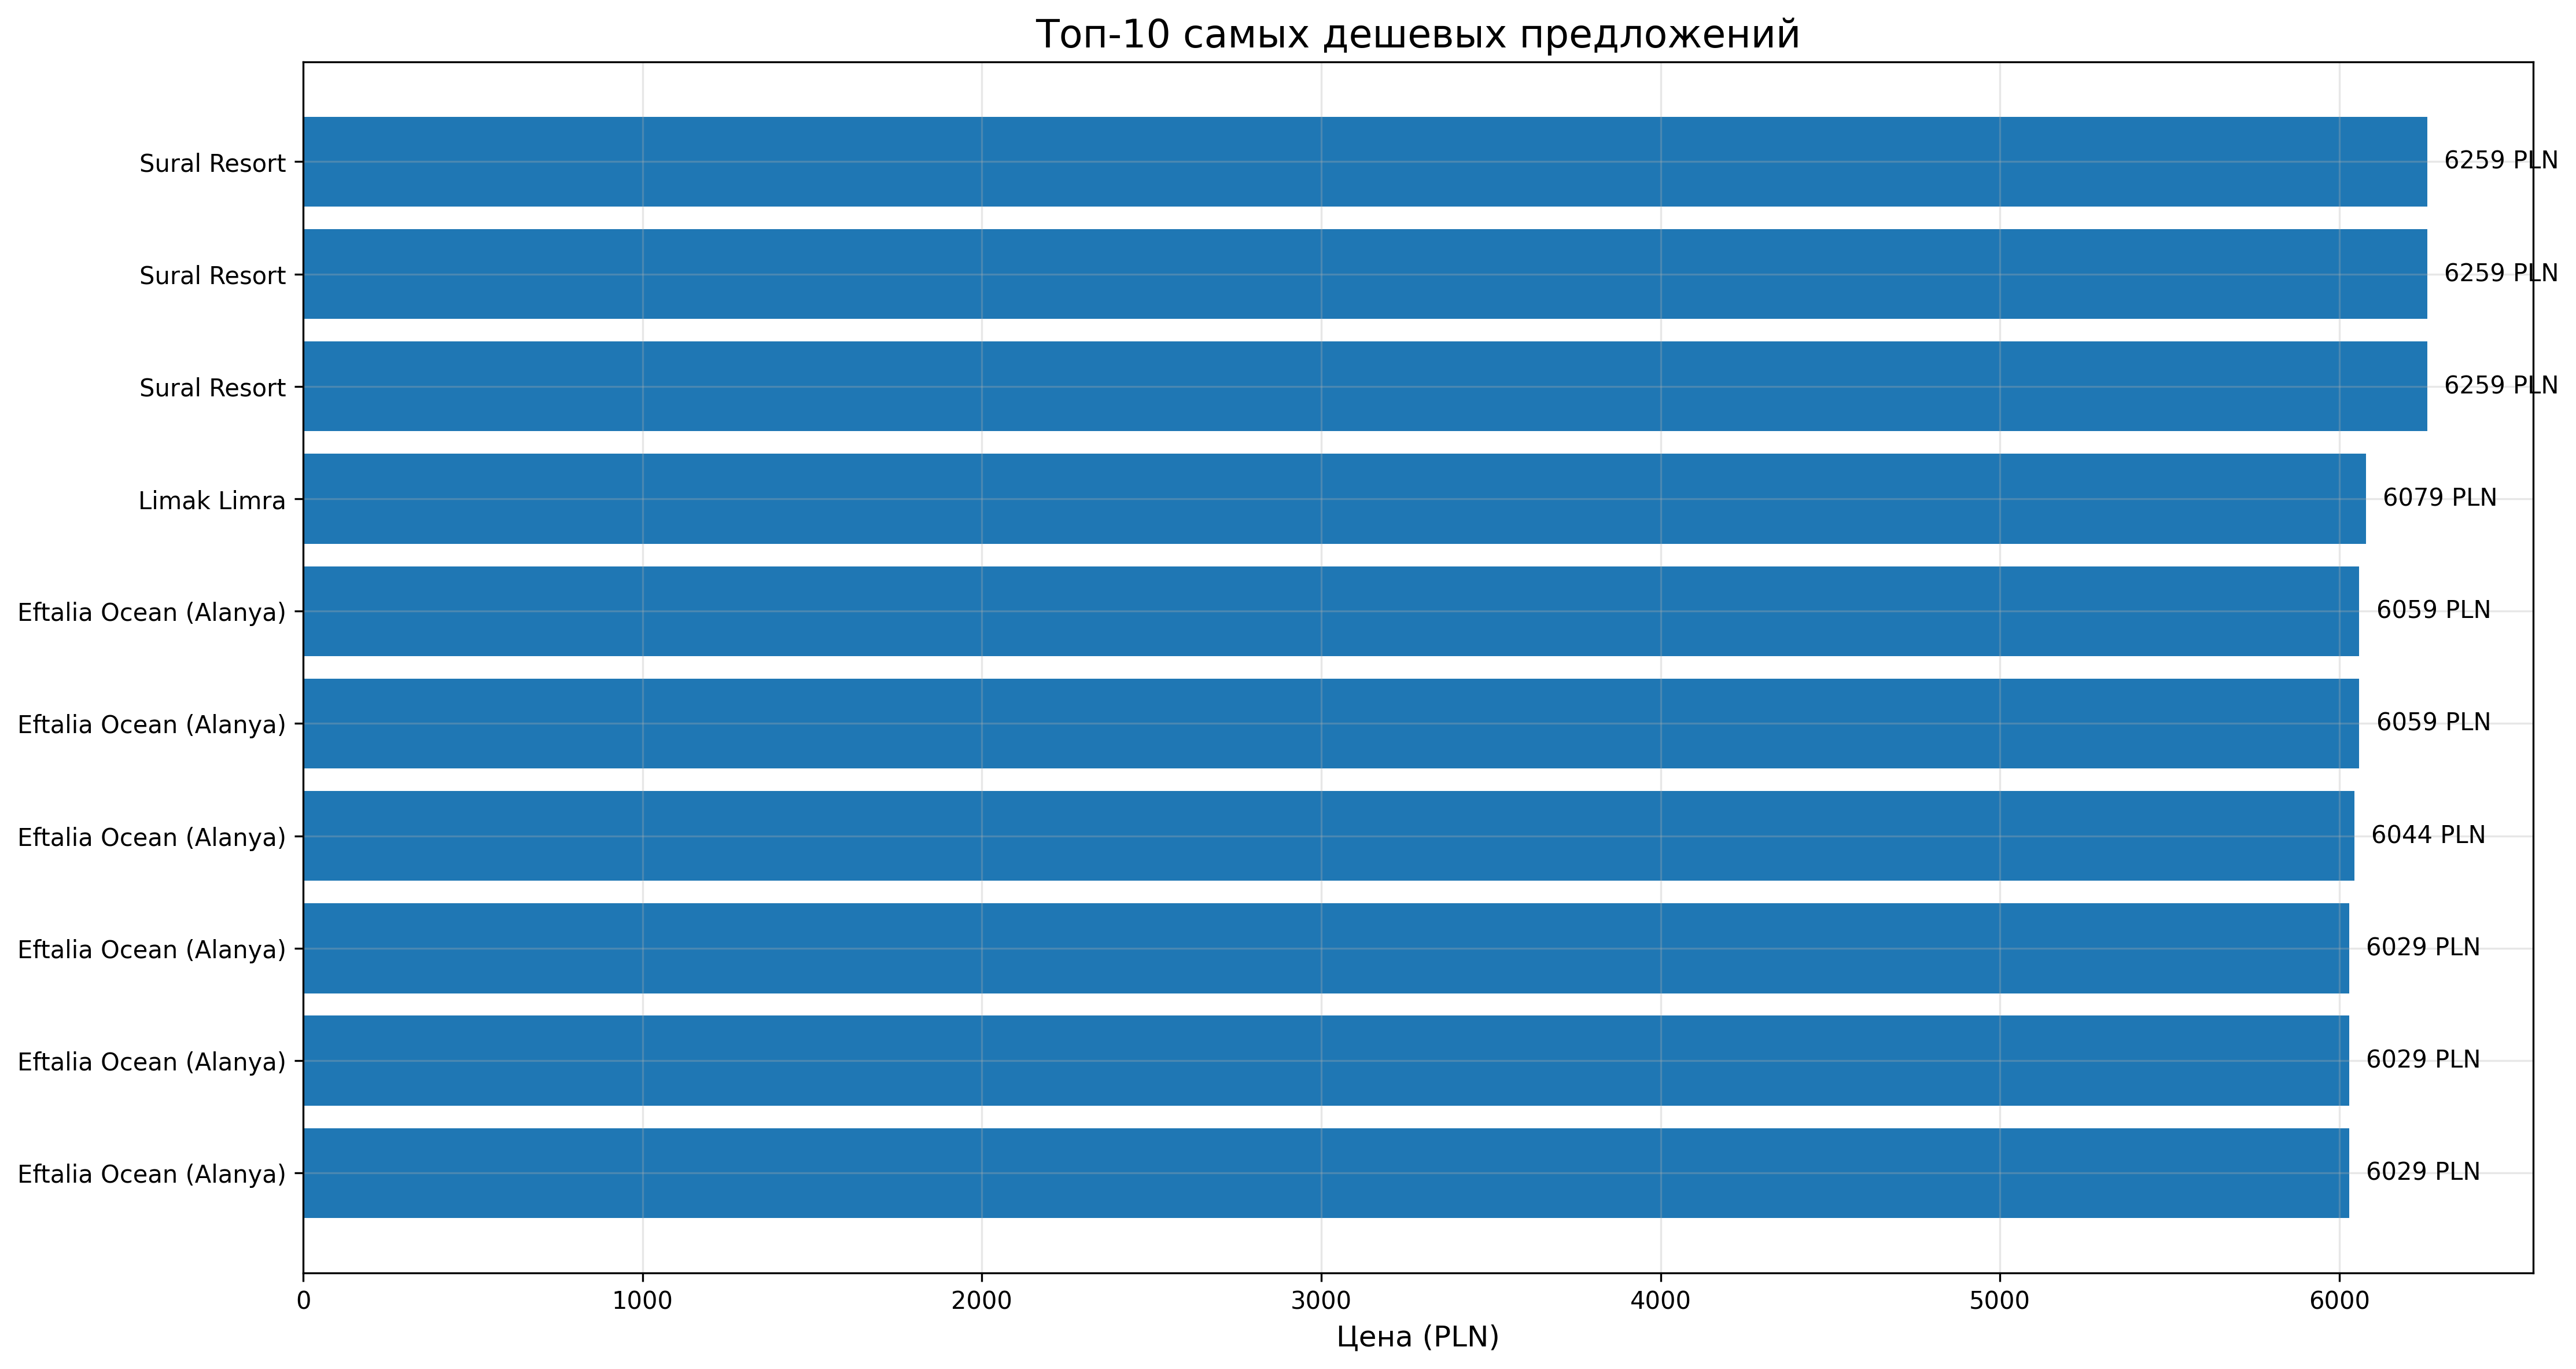 Топ-10 самых дешевых предложений
Sural Resort 6259 PLN
Sural Resort 6259 PLN
Sural Resort 6259 PLN
Limak Limra 6079 PLN
Eftalia Ocean (Alanya) 6059 PLN
Eftalia Ocean (Alanya) 6059 PLN
Eftalia Ocean (Alanya) 6044 PLN
Eftalia Ocean (Alanya) 6029 PLN
Eftalia Ocean (Alanya) 6029 PLN
Eftalia Ocean (Alanya) 6029 PLN
0 1000 2000 3000 4000 5000 6000
Цена (PLN)